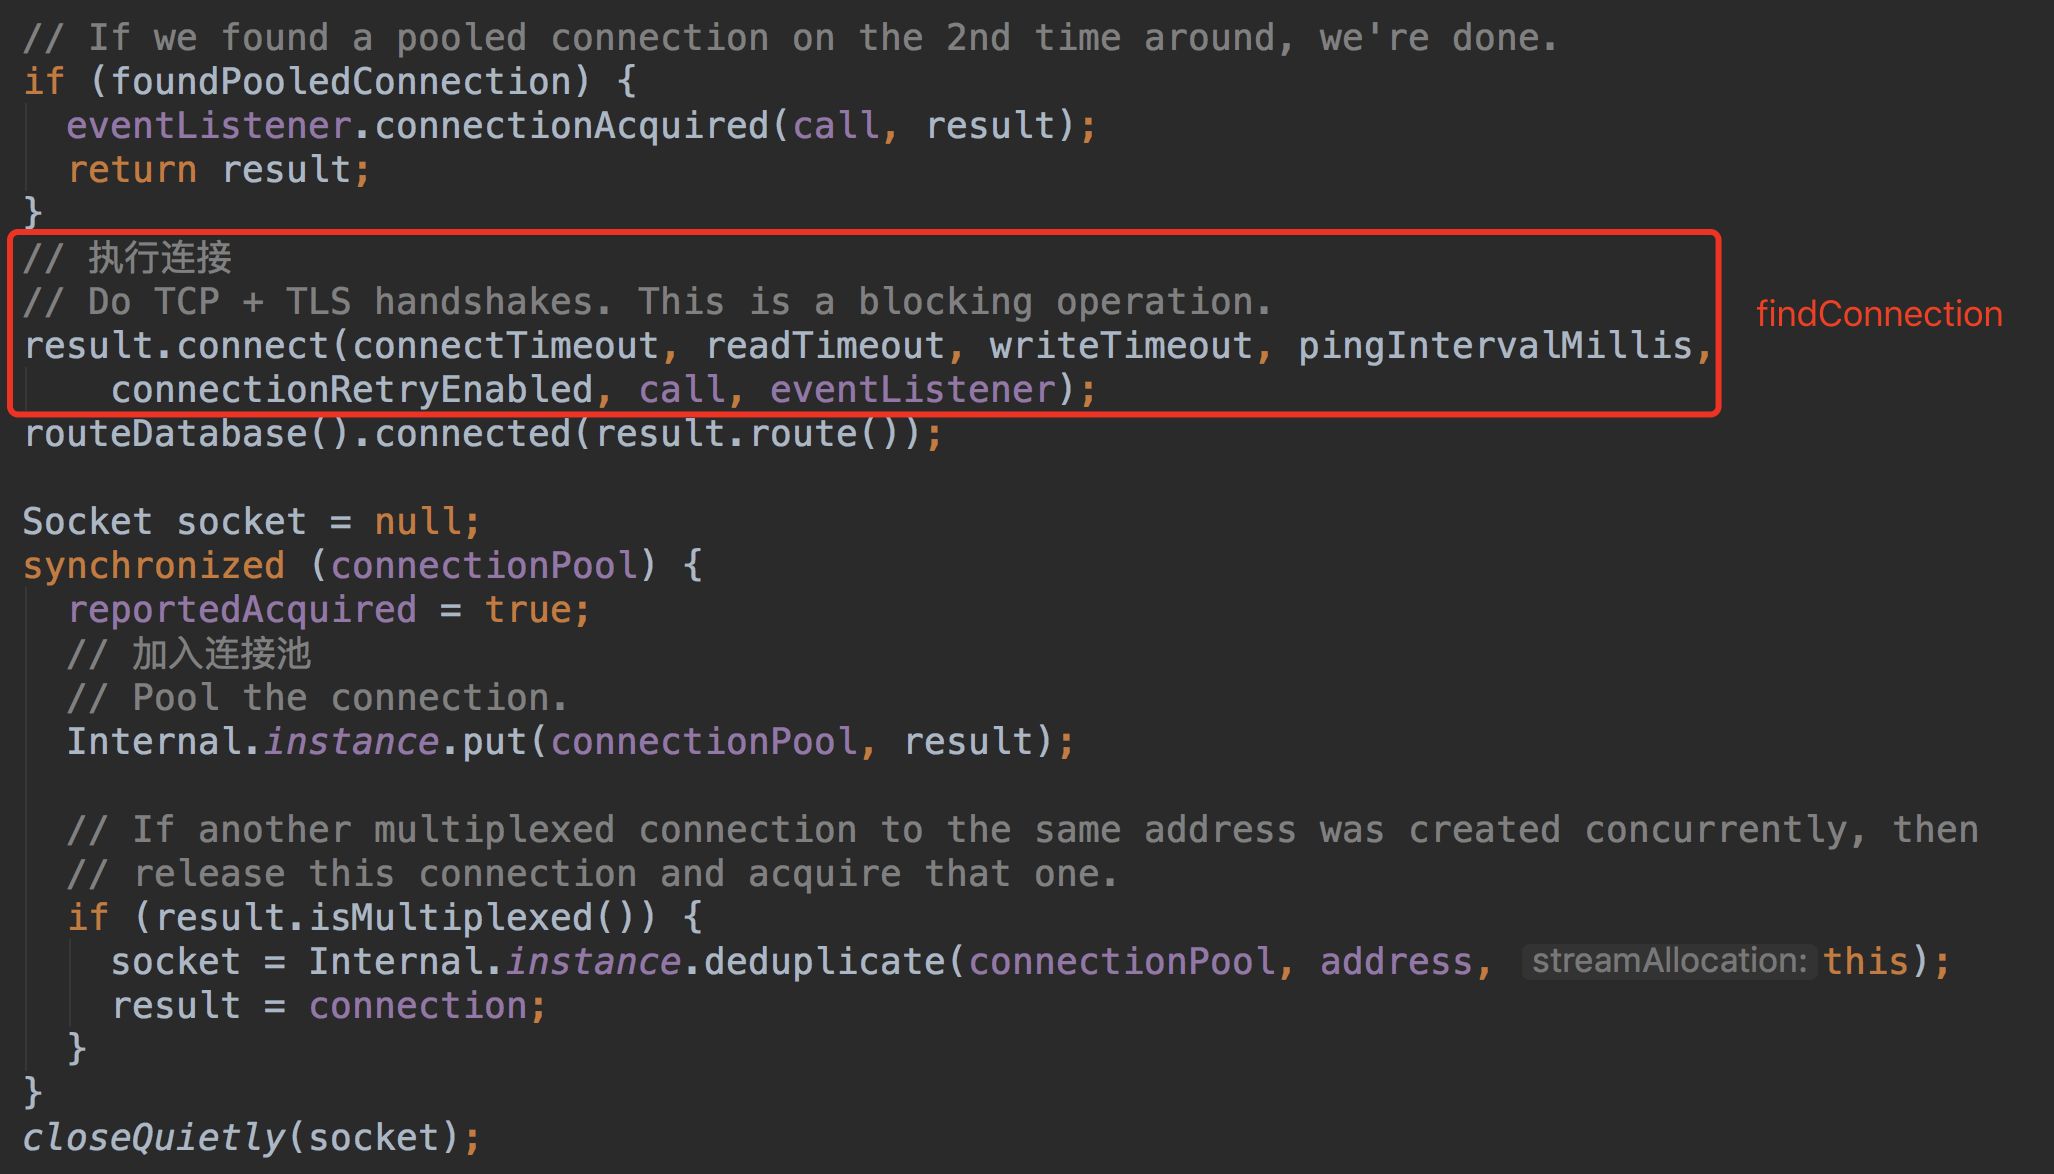 // If we found a pooled connection on the 2nd time around, we're done.
if (foundPooledConnection) {
  eventListener.connectionAcquired(call, result);
  return result;
}
// 执行连接
// Do TCP + TLS handshakes. This is a blocking operation.
result.connect(connectTimeout, readTimeout, writeTimeout, pingIntervalMillis,
    connectionRetryEnabled, call, eventListener);
findConnection
routeDatabase().connected(result.route());

Socket socket = null;
synchronized (connectionPool) {
  reportedAcquired = true;
  // 加入连接池
  // Pool the connection.
  Internal.instance.put(connectionPool, result);

  // If another multiplexed connection to the same address was created concurrently, then
  // release this connection and acquire that one.
  if (result.isMultiplexed()) {
    socket = Internal.instance.deduplicate(connectionPool, address, streamAllocation: this);
    result = connection;
  }
}
closeQuietly(socket);